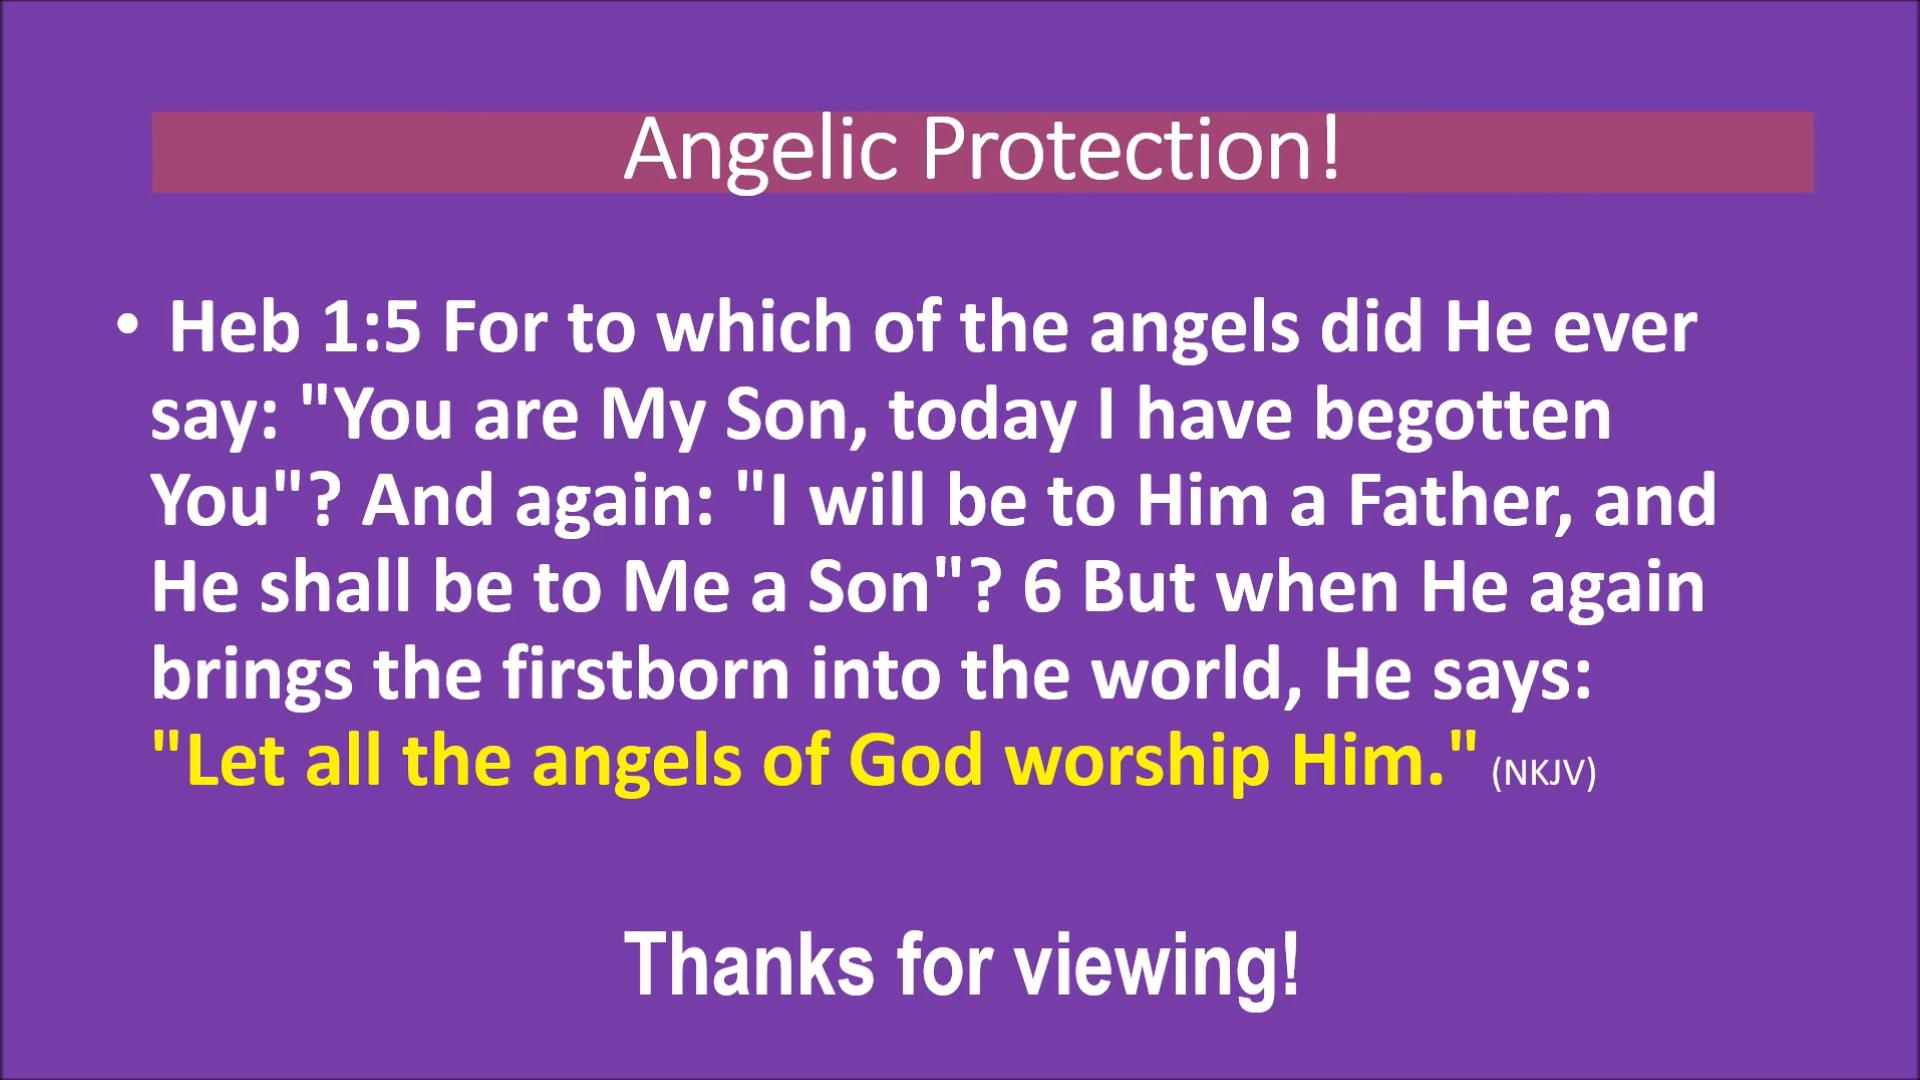 Angelic Protection!
• Heb 1:5 For to which of the angels did He ever
say: "You are My Son, today I have begotten
You"? And again: "I will be to Him a Father, and
He shall be to Me a Son"? 6 But when He again
brings the firstborn into the world, He says:
"Let all the angels of God worship Him." (NKJV)
Thanks for viewing!